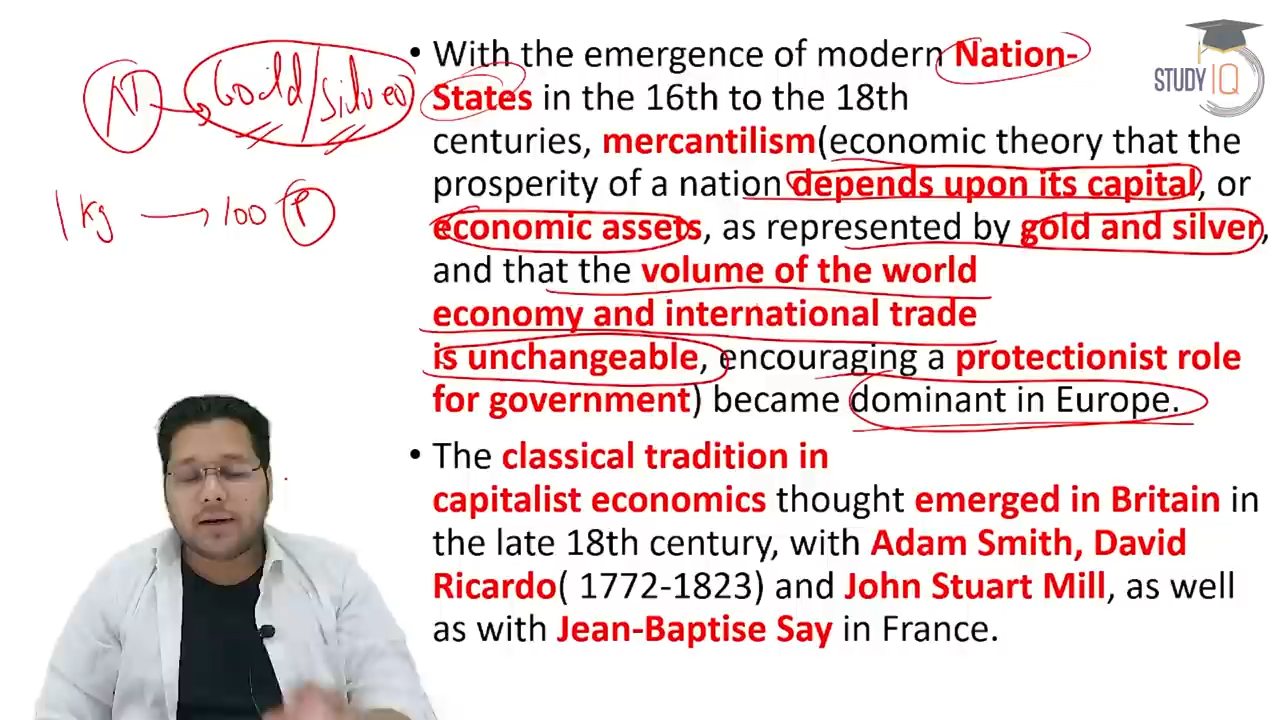 N Gold/Silver
1 kg → 100 P
• With the emergence of modern Nation-
States in the 16th to the 18th
centuries, mercantilism(economic theory that the
prosperity of a nation depends upon its capital, or
economic assets, as represented by gold and silver,
and that the volume of the world
economy and international trade
is unchangeable, encouraging a protectionist role
for government) became dominant in Europe.
• The classical tradition in
capitalist economics thought emerged in Britain in
the late 18th century, with Adam Smith, David
Ricardo( 1772-1823) and John Stuart Mill, as well
as with Jean-Baptise Say in France.
STUDY IQ